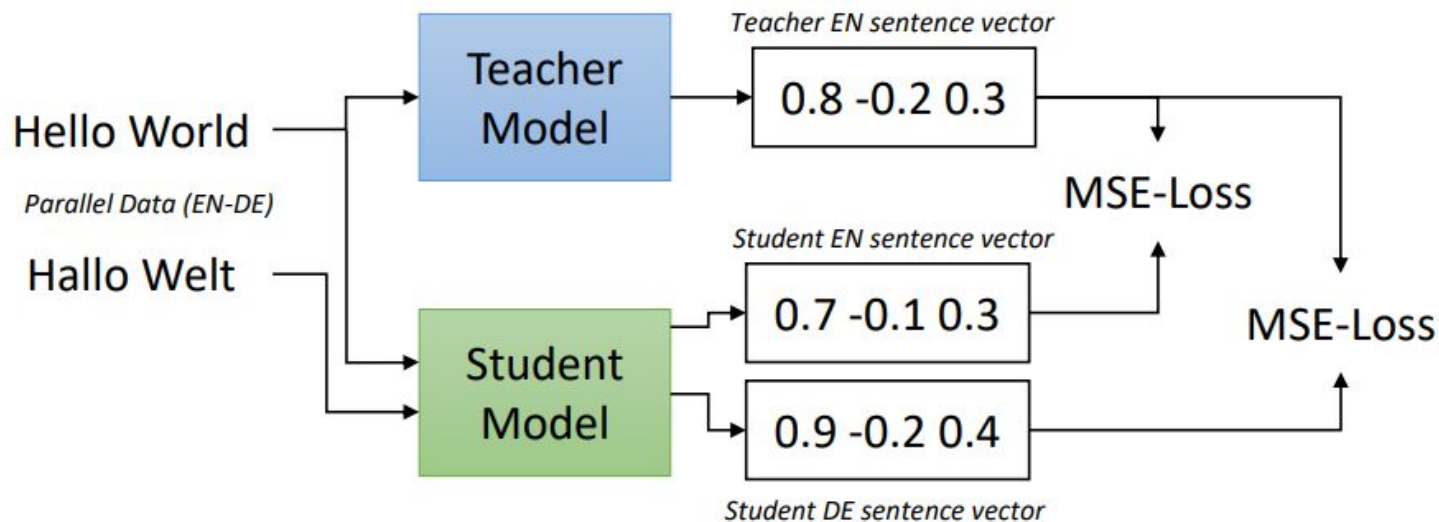 Teacher EN sentence vector
Teacher
Model
0.8 -0.2 0.3
Hello World
Parallel Data (EN-DE)
Hallo Welt
MSE-Loss
Student EN sentence vector
0.7 -0.1 0.3
MSE-Loss
Student
Model
0.9 -0.2 0.4
Student DE sentence vector